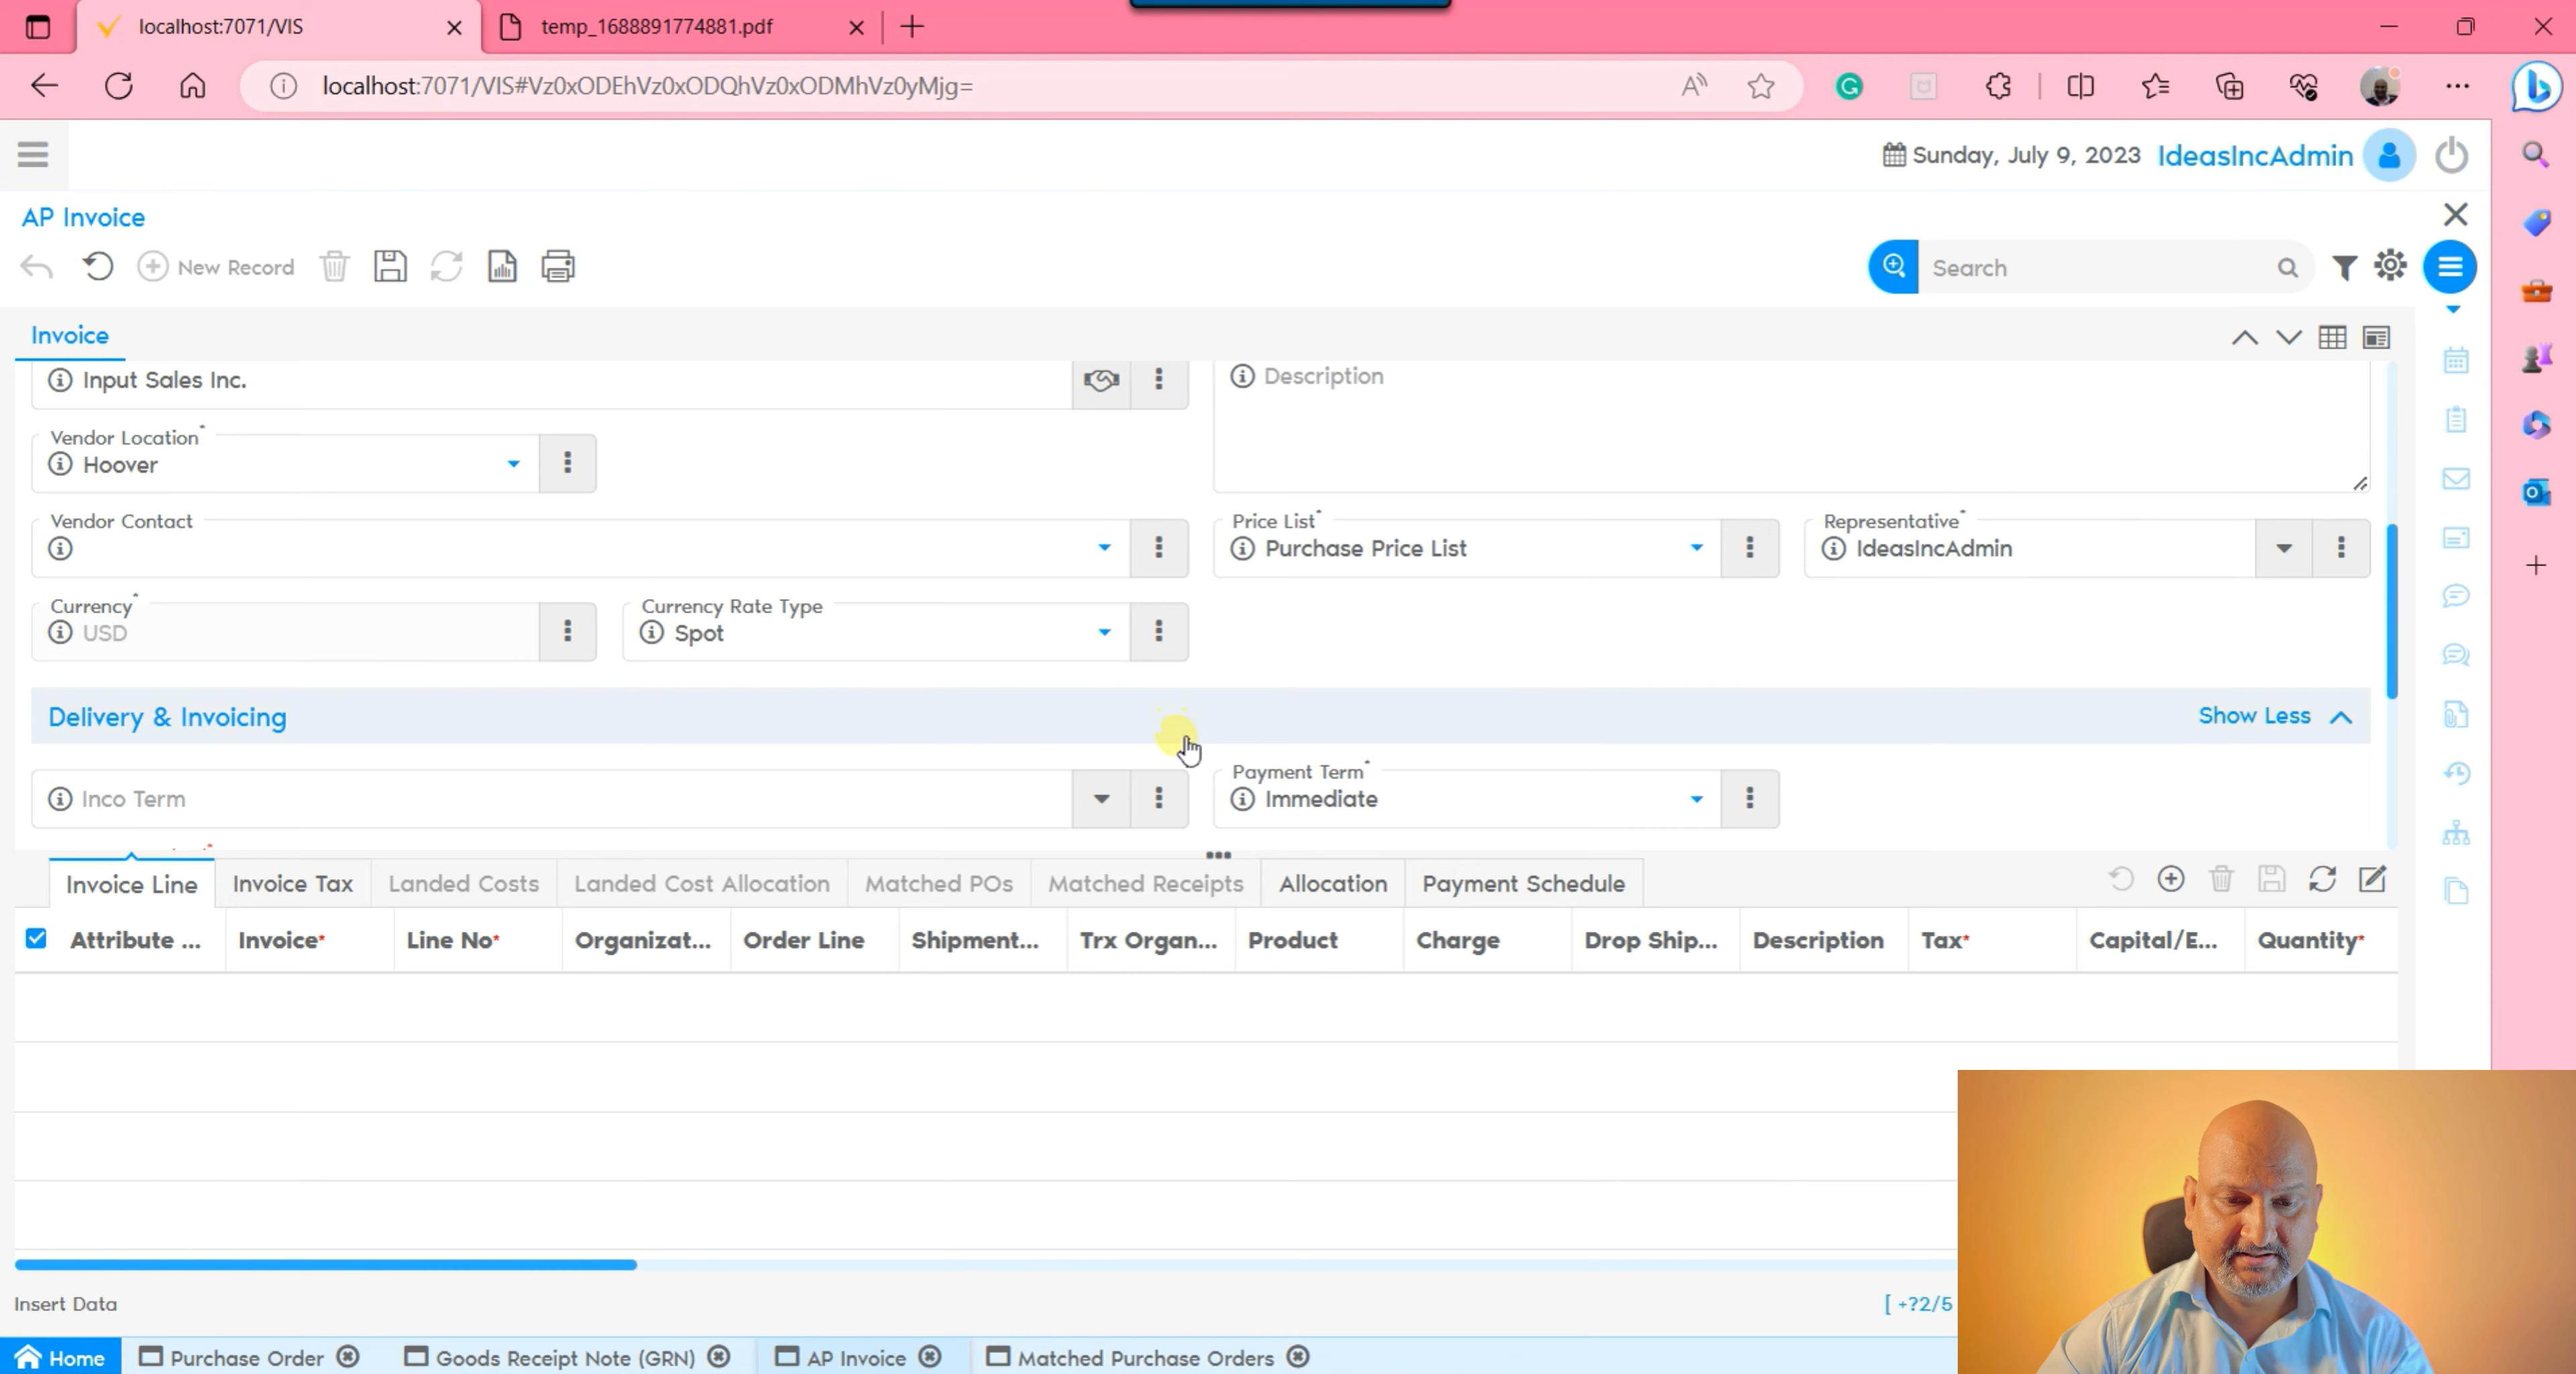 localhost:7071/VIS
temp_1688891774881.pdf
localhost:7071/VIS#Vz0xODEhVz0xODQhVz0xODMhVz0yMjg=
Sunday, July 9, 2023 IdeasIncAdmin
AP Invoice
New Record
Search
Invoice
Input Sales Inc.
Description
Vendor Location*
Hoover
Vendor Contact
Price List*
Purchase Price List
Representative*
IdeasIncAdmin
Currency*
USD
Currency Rate Type
Spot
Delivery & Invoicing
Show Less
Inco Term
Payment Term*
Immediate
Invoice Line Invoice Tax Landed Costs Landed Cost Allocation Matched POs Matched Receipts Allocation Payment Schedule
Attribute ... Invoice* Line No* Organizat... Order Line Shipment... Trx Organ... Product Charge Drop Ship... Description Tax* Capital/E... Quantity*
Insert Data
[ +?2/5
Home Purchase Order Goods Receipt Note (GRN) AP Invoice Matched Purchase Orders